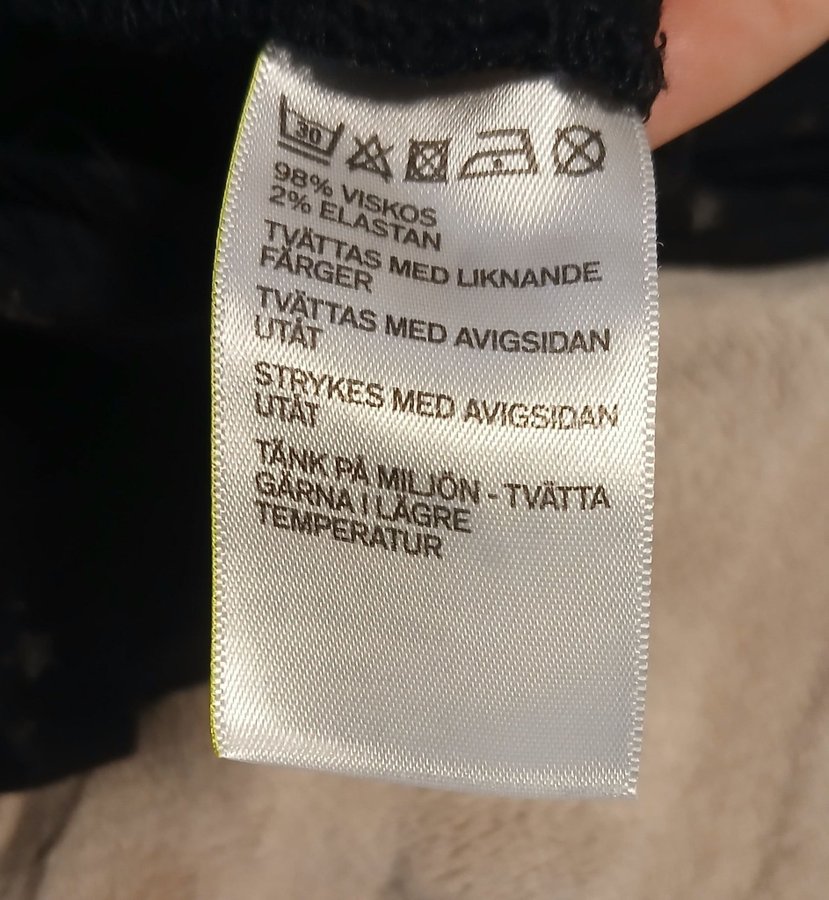 30
98% VISKOS
2% ELASTAN
TVÄTTAS MED LIKNANDE
FÄRGER
TVÄTTAS MED AVIGSIDAN
UTÅT
STRYKES MED AVIGSIDAN
UTÅT
TÄNK PÅ MILJÖN - TVÄTTA
GÄRNA I LÄGRE
TEMPERATUR